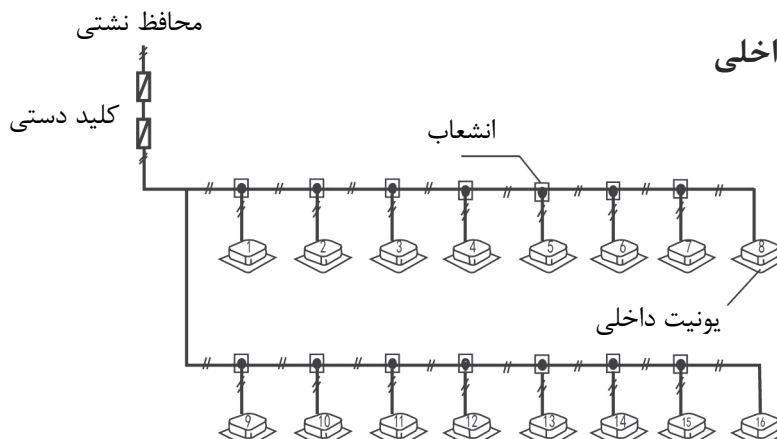 محافظ نشتی
اخلی
کلید دستی
انشعاب
1 2 3 4 5 6 7 8
یونیت داخلی
9 10 11 12 13 14 15 16